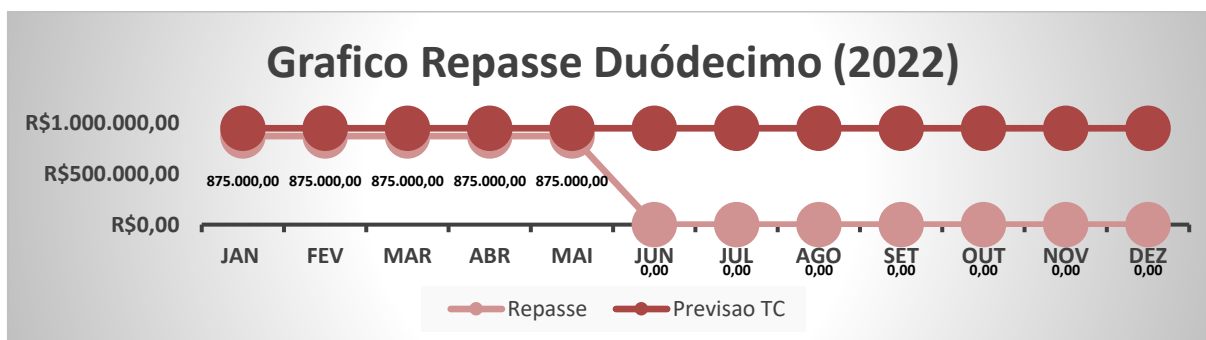 Grafico Repasse Duódecimo (2022)
R$1.000.000,00
R$500.000,00
875.000,00 875.000,00 875.000,00 875.000,00 875.000,00
R$0,00
JAN FEV MAR ABR MAI JUN JUL AGO SET OUT NOV DEZ
0,00 0,00 0,00 0,00 0,00 0,00 0,00
Repasse Previsao TC